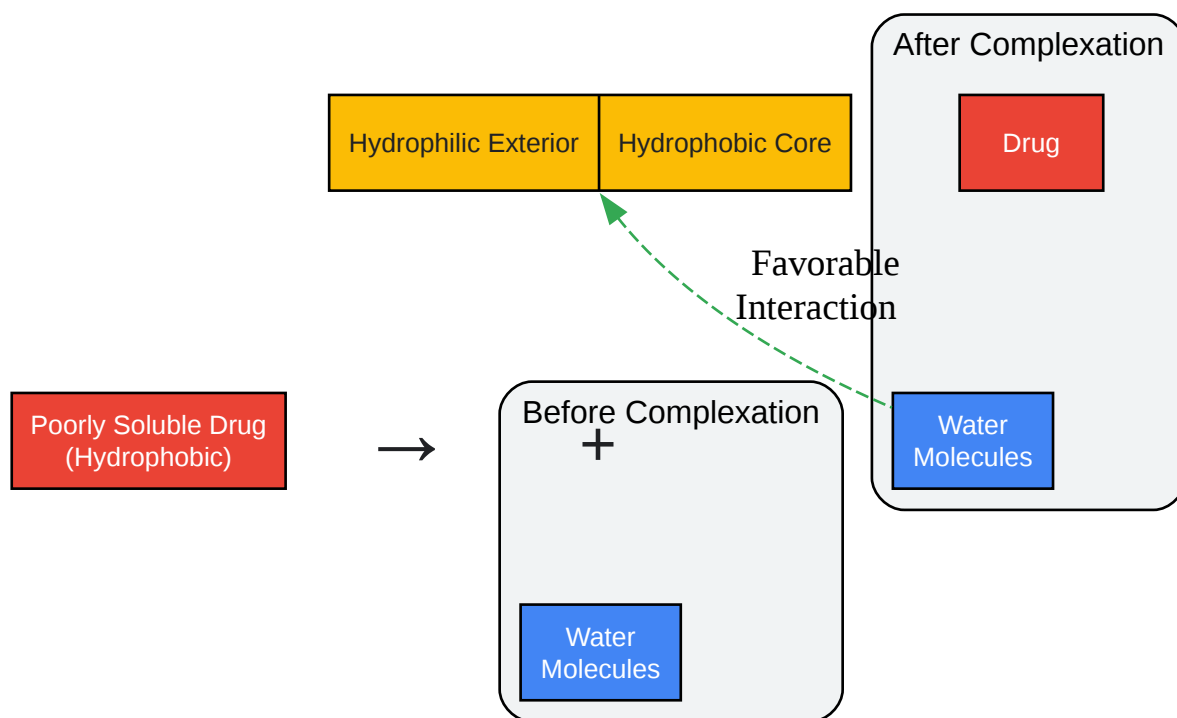 After Complexation
Hydrophilic Exterior
Hydrophobic Core
Drug
Favorable
Interaction
Poorly Soluble Drug
(Hydrophobic)
→
Before Complexation
+
Water
Molecules
Water
Molecules